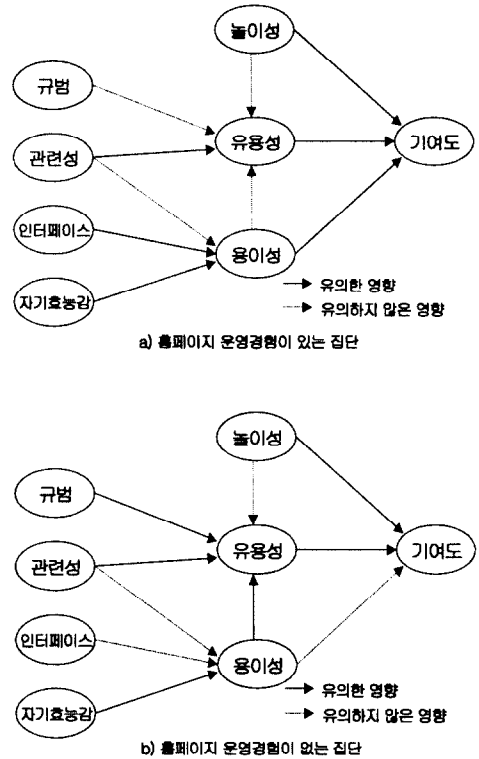 놀이성
규범
관련성
유용성
기여도
인터페이스
용이성
자기효능감
유의한 영향
유의하지 않은 영향
a) 홈페이지 운영경험이 있는 집단
놀이성
규범
관련성
유용성
기여도
인터페이스
용이성
자기효능감
유의한 영향
유의하지 않은 영향
b) 홈페이지 운영경험이 없는 집단